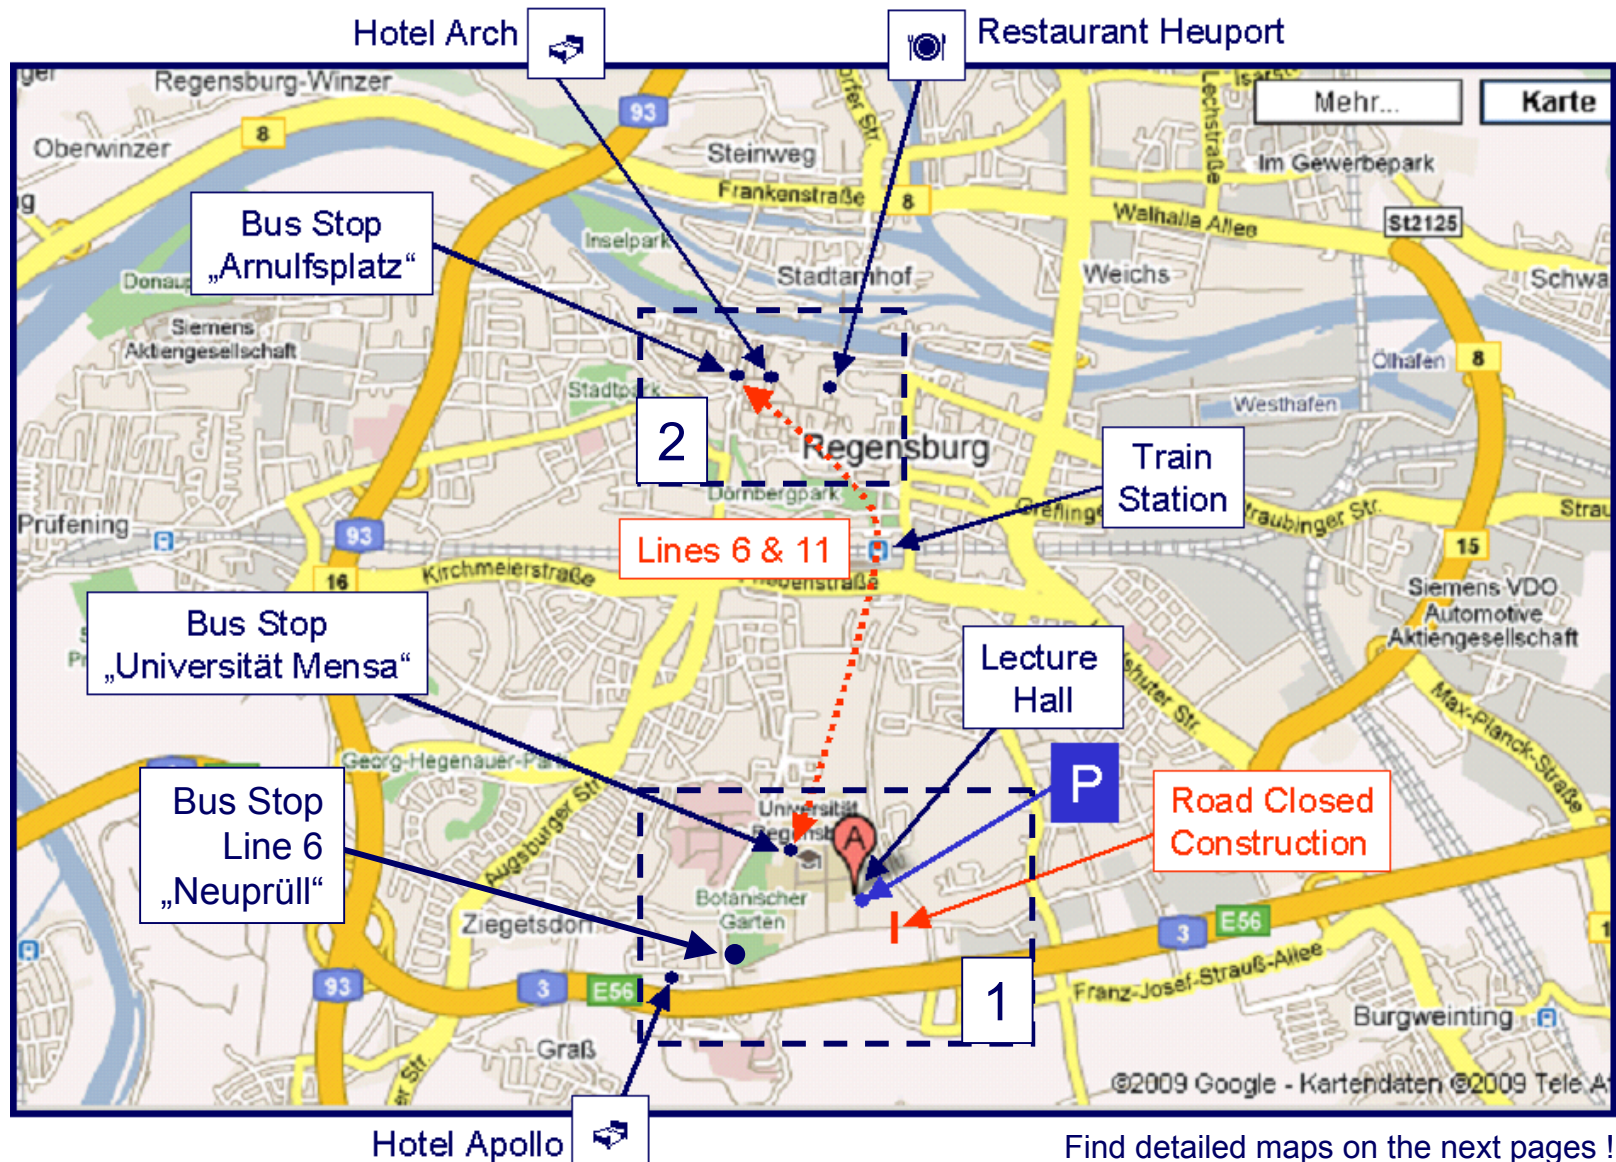 Hotel Arch
Restaurant Heuport
Regensburg-Winzer
93
Mehr...
Karte
8
Oberwinzer
Steinweg
Im Gewerbepark
Lechstraße
Frankenstraße
8
Walhalla Allee
St2125
Bus Stop
„Arnulfsplatz“
Inselpark
Stadtamhof
Weichs
Siemens
Aktiengesellschaft
Ölhafen
8
Stadtpark
Westhafen
2
Regensburg
Train
Station
Dörnbergpark
Prüfening
93
Lines 6 & 11
15
16
Kirchmeierstraße
Siemens VDO
Automotive
Aktiengesellschaft
Bus Stop
„Universität Mensa“
Lecture
Hall
Max-Planck-Straße
Georg-Hegenauer-Park
P
Bus Stop
Line 6
„Neuprüll“
Universität
Regensburg
A
Road Closed
Construction
Augsburger Str.
Botanischer
Garten
Ziegetsdorf
3
E56
93
3
E56
1
Franz-Josef-Strauß-Allee
Burgweinting
Graß
©2009 Google - Kartendaten ©2009 Tele A
Hotel Apollo
Find detailed maps on the next pages !